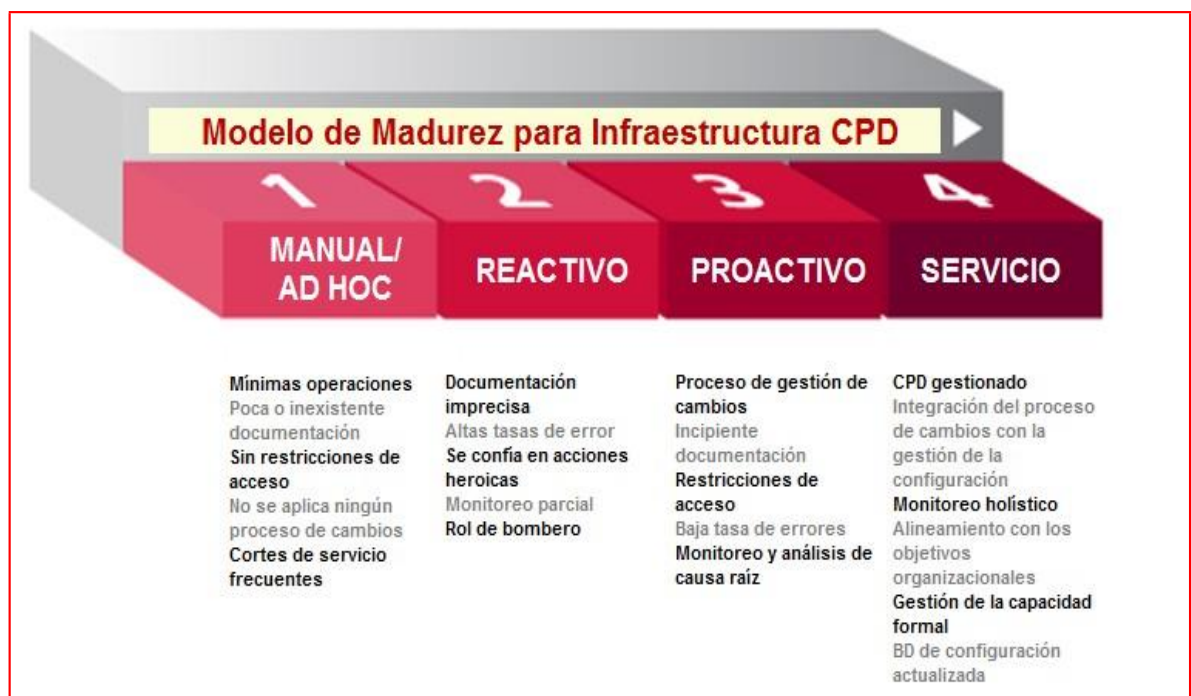 Modelo de Madurez para Infraestructura CPD
1
2
3
4
MANUAL/
AD HOC
REACTIVO
PROACTIVO
SERVICIO
Mínimas operaciones
Poca o inexistente
documentación
Sin restricciones de
acceso
No se aplica ningún
proceso de cambios
Cortes de servicio
frecuentes
Documentación
imprecisa
Altas tasas de error
Se confía en acciones
heroicas
Monitoreo parcial
Rol de bombero
Proceso de gestión de
cambios
Incipiente
documentación
Restricciones de
acceso
Baja tasa de errores
Monitoreo y análisis de
causa raíz
CPD gestionado
Integración del proceso
de cambios con la
gestión de la
configuración
Monitoreo holístico
Alineamiento con los
objetivos
organizacionales
Gestión de la capacidad
formal
BD de configuración
actualizada